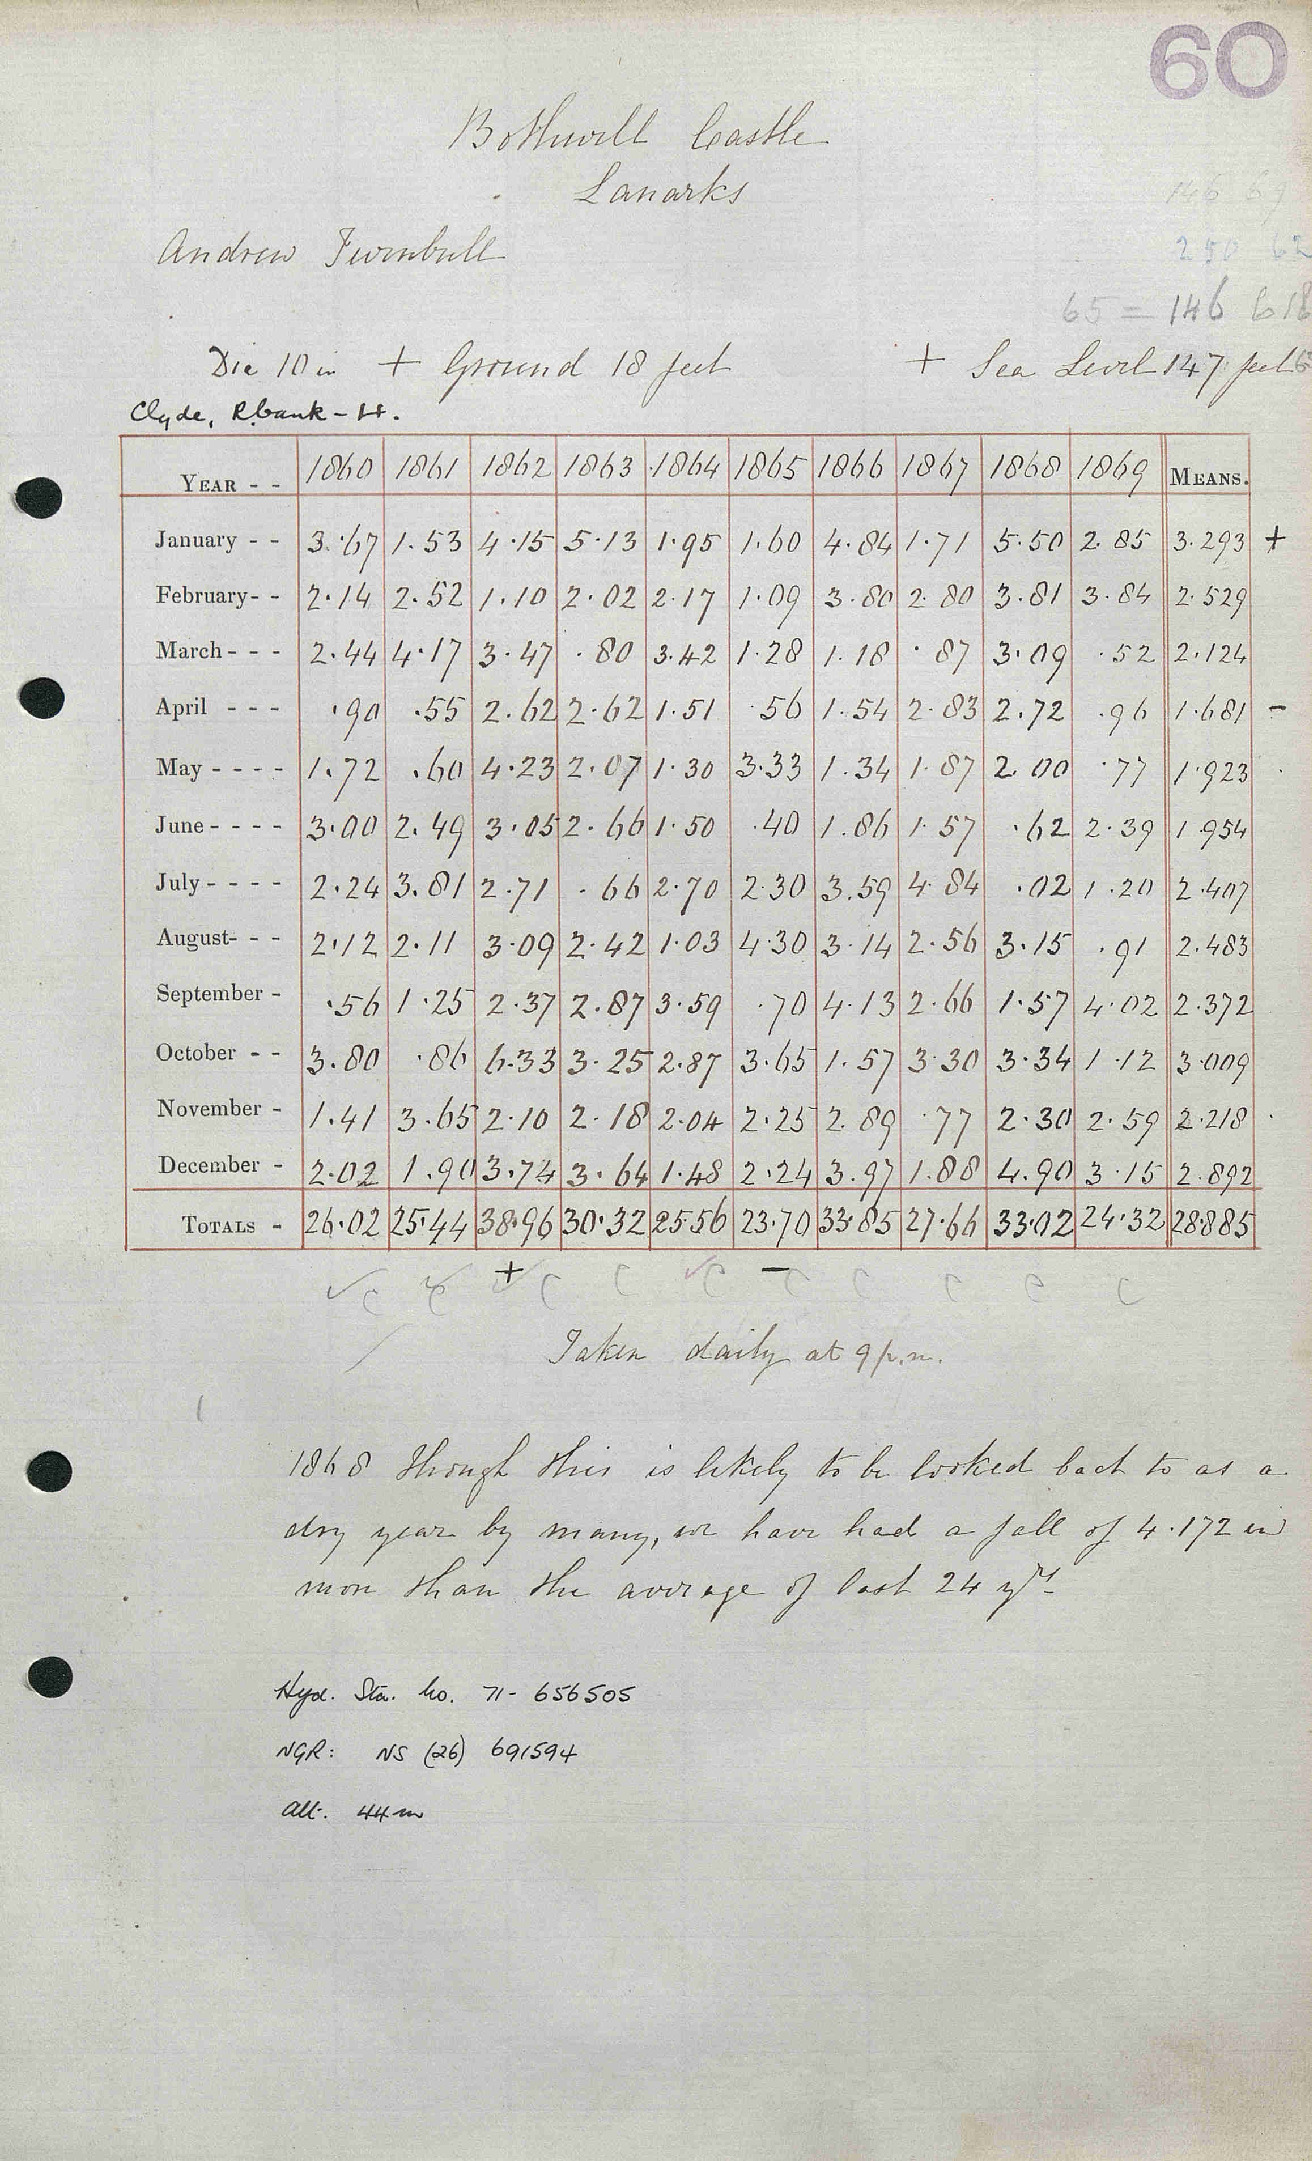 60
Bothwell Castle
Lanarks
Andrew Turnbull
146 6
250 62
65 = 146 6 18
Die 10 in + Ground 18 feet + Sea Level 147 feet 6
Clyde, Rbank - H.
YEAR - - 1860 1861 1862 1863 1864 1865 1866 1867 1868 1869 MEANS.
January - - 3.67 1.53 4.15 5.13 1.95 1.60 4.84 1.71 5.50 2.85 3.293 +
February - - 2.14 2.52 1.10 2.02 2.17 1.09 3.80 2.80 3.81 3.84 2.529
March - - - 2.44 4.17 3.47 .80 3.42 1.28 1.18 .87 3.09 .52 2.124
April - - - .90 .55 2.62 2.62 1.51 .56 1.54 2.83 2.72 .96 1.681 -
May - - - - 1.72 .60 4.23 2.07 1.30 3.33 1.34 1.87 2.00 .77 1.923
June - - - - 3.00 2.49 3.05 2.66 1.50 .40 1.86 1.57 .62 2.39 1.954
July - - - - 2.24 3.81 2.71 .66 2.70 2.30 3.59 4.84 .02 1.20 2.407
August - - - 2.12 2.11 3.09 2.42 1.03 4.30 3.14 2.56 3.15 .91 2.483
September - .56 1.25 2.37 2.87 3.59 .70 4.13 2.66 1.57 4.02 2.372
October - - 3.80 .86 6.33 3.25 2.87 3.65 1.57 3.30 3.34 1.12 3.009
November - 1.41 3.65 2.10 2.18 2.04 2.25 2.89 .77 2.30 2.59 2.218
December - 2.02 1.90 3.74 3.64 1.48 2.24 3.97 1.88 4.90 3.15 2.892
TOTALS - 26.02 25.44 38.96 30.32 25.56 23.70 33.85 27.66 33.02 24.32 28.885
c c + c c c - c c c c c
Taken daily at 9 p.m.
1868 though this is likely to be looked back to as a
dry year by many, we have had a fall of 4.172 in
more than the average of last 24 yrs
Hyd. Sta. No. 71 - 656505
NGR: NS (26) 691594
Alt. 44 m